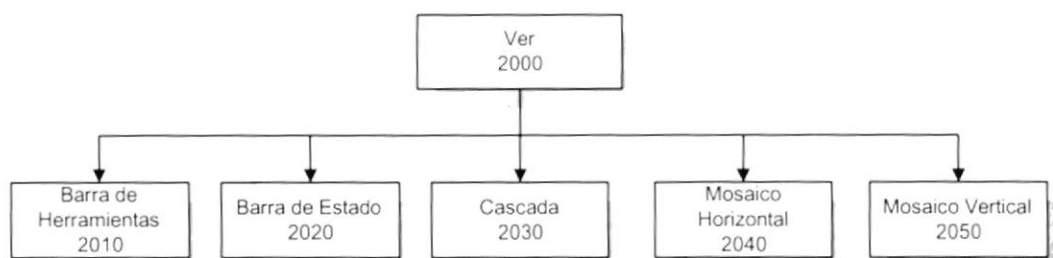 Ver
2000
Barra de
Herramientas
2010
Barra de Estado
2020
Cascada
2030
Mosaico
Horizontal
2040
Mosaico Vertical
2050